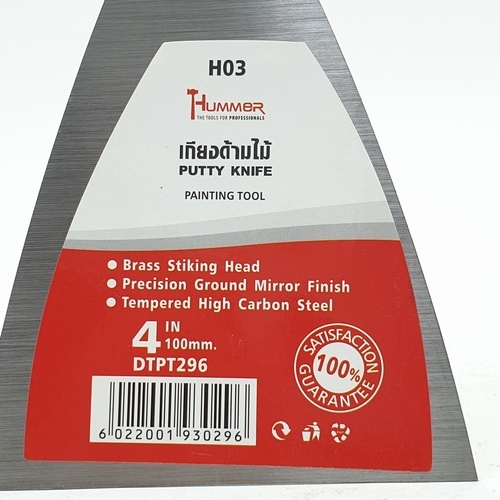 H03
HUMMER
THE TOOLS FOR PROFESSIONALS
เกียงด้ามไม้
PUTTY KNIFE
PAINTING TOOL
Brass Stiking Head
Precision Ground Mirror Finish
Tempered High Carbon Steel
4 IN
100mm.
DTPT296
SATISFACTION
100%
GUARANTEE
6 022001 930296